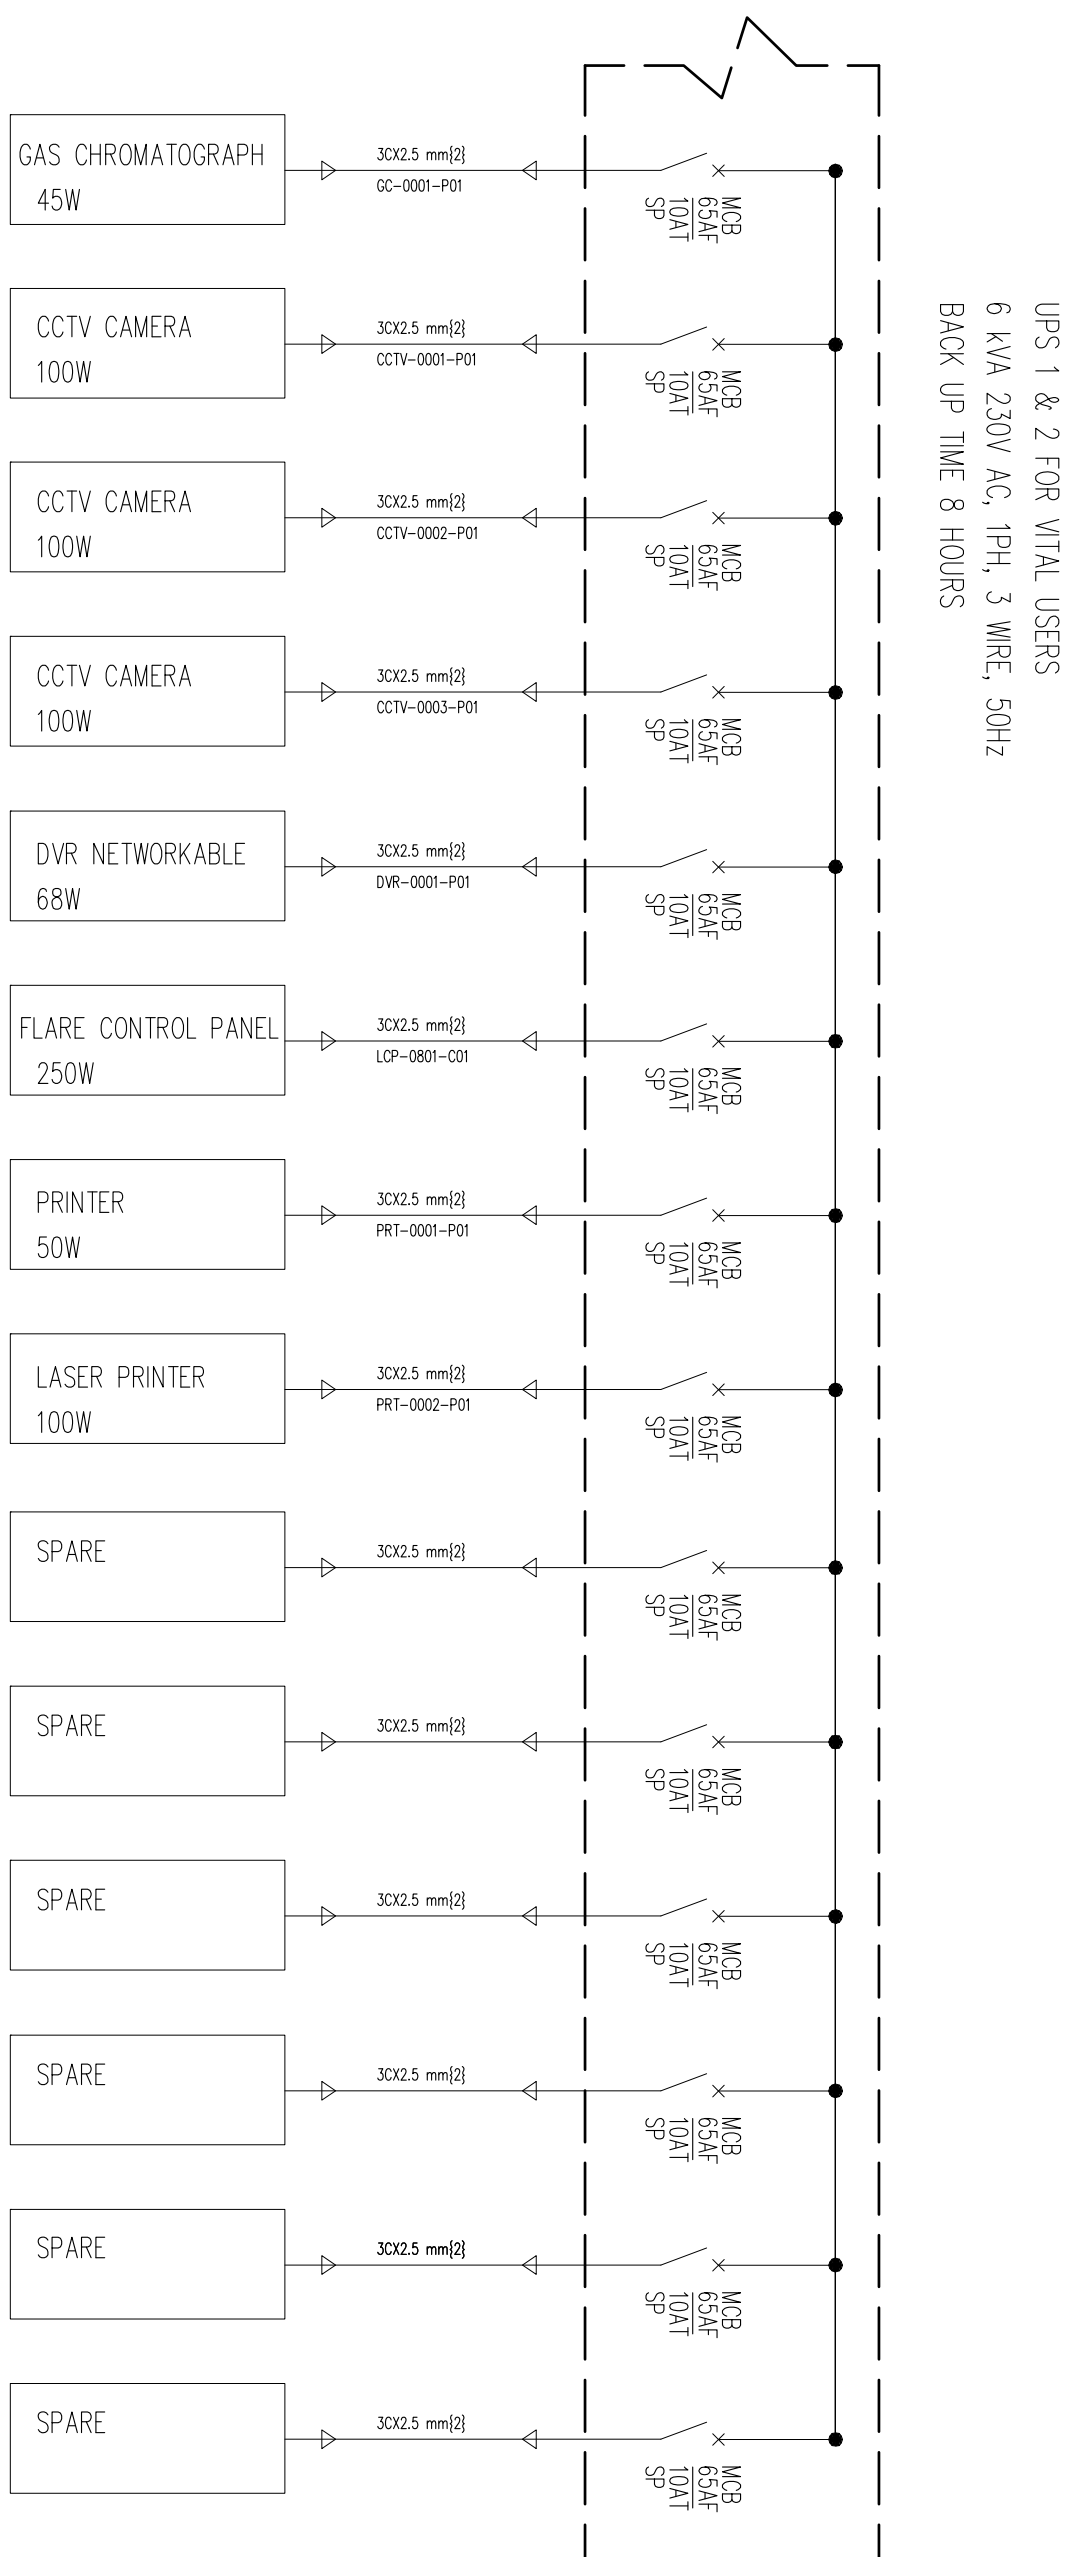 UPS 1 & 2 FOR VITAL USERS
6 kVA 230V AC, 1PH, 3 WIRE, 50Hz
BACK UP TIME 8 HOURS
GAS CHROMATOGRAPH
45W
3CX2.5 mm{2}
GC-0001-P01
MCB
65AF
10AT
SP
CCTV CAMERA
100W
3CX2.5 mm{2}
CCTV-0001-P01
MCB
65AF
10AT
SP
CCTV CAMERA
100W
3CX2.5 mm{2}
CCTV-0002-P01
MCB
65AF
10AT
SP
CCTV CAMERA
100W
3CX2.5 mm{2}
CCTV-0003-P01
MCB
65AF
10AT
SP
DVR NETWORKABLE
68W
3CX2.5 mm{2}
DVR-0001-P01
MCB
65AF
10AT
SP
FLARE CONTROL PANEL
250W
3CX2.5 mm{2}
LCP-0801-C01
MCB
65AF
10AT
SP
PRINTER
50W
3CX2.5 mm{2}
PRT-0001-P01
MCB
65AF
10AT
SP
LASER PRINTER
100W
3CX2.5 mm{2}
PRT-0002-P01
MCB
65AF
10AT
SP
SPARE
3CX2.5 mm{2}
MCB
65AF
10AT
SP
SPARE
3CX2.5 mm{2}
MCB
65AF
10AT
SP
SPARE
3CX2.5 mm{2}
MCB
65AF
10AT
SP
SPARE
3CX2.5 mm{2}
MCB
65AF
10AT
SP
SPARE
3CX2.5 mm{2}
MCB
65AF
10AT
SP
SPARE
3CX2.5 mm{2}
MCB
65AF
10AT
SP